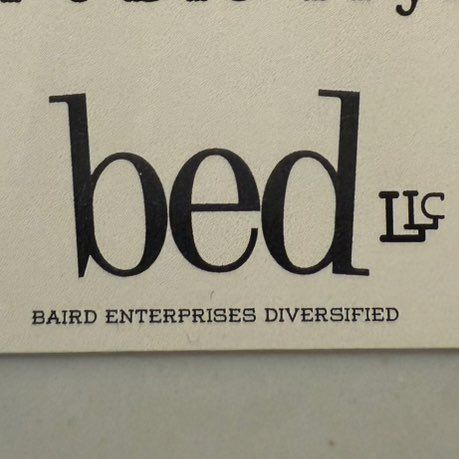 bed LLC
BAIRD ENTERPRISES DIVERSIFIED